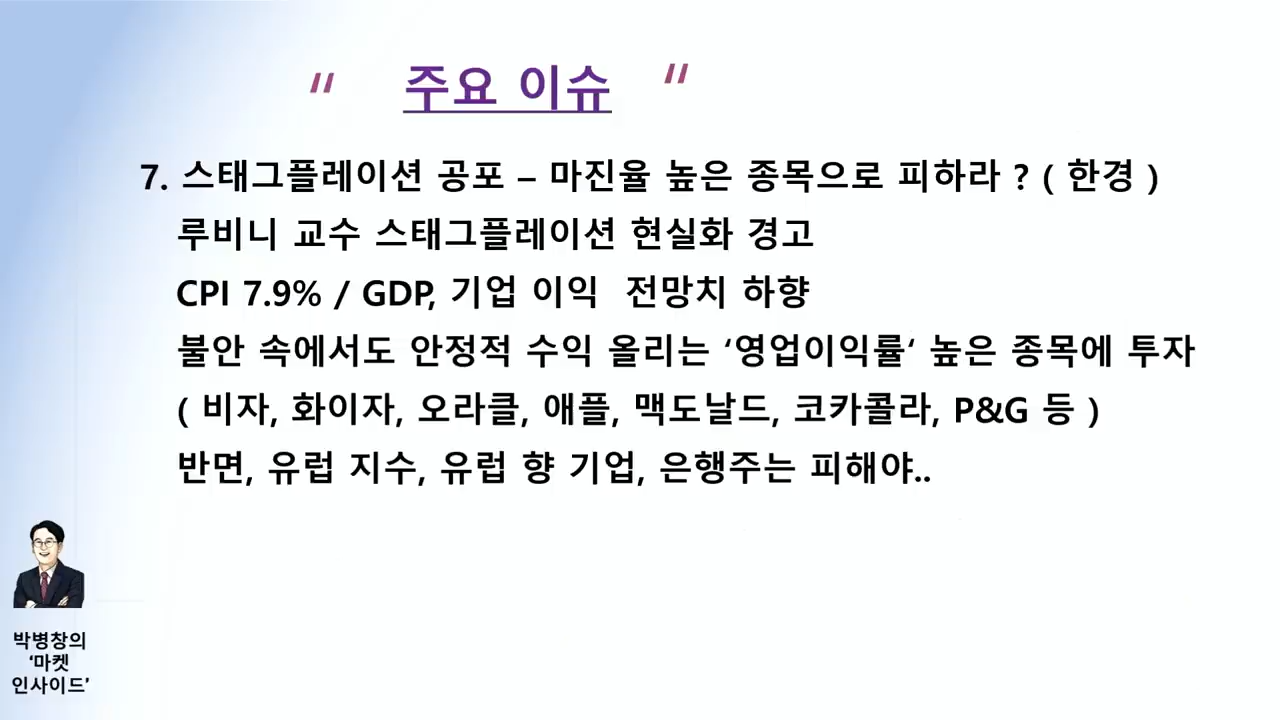 〃 주요 이슈 〃
7. 스태그플레이션 공포 – 마진율 높은 종목으로 피하라 ? ( 한경 )
루비니 교수 스태그플레이션 현실화 경고
CPI 7.9% / GDP, 기업 이익 전망치 하향
불안 속에서도 안정적 수익 올리는 ‘영업이익률‘ 높은 종목에 투자
( 비자, 화이자, 오라클, 애플, 맥도날드, 코카콜라, P&G 등 )
반면, 유럽 지수, 유럽 향 기업, 은행주는 피해야..
박병창의
‘마켓
인사이드’